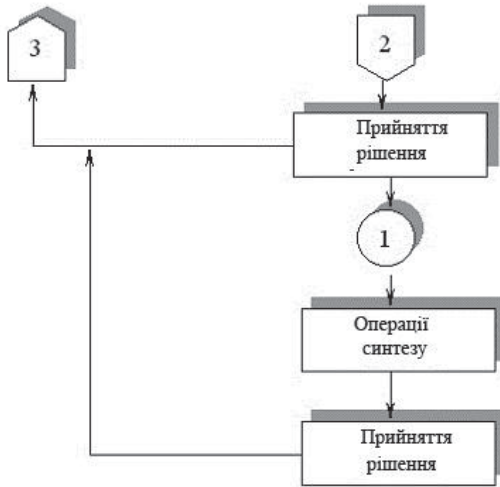 3
2
Прийняття
рішення
1
Операції
синтезу
Прийняття
рішення